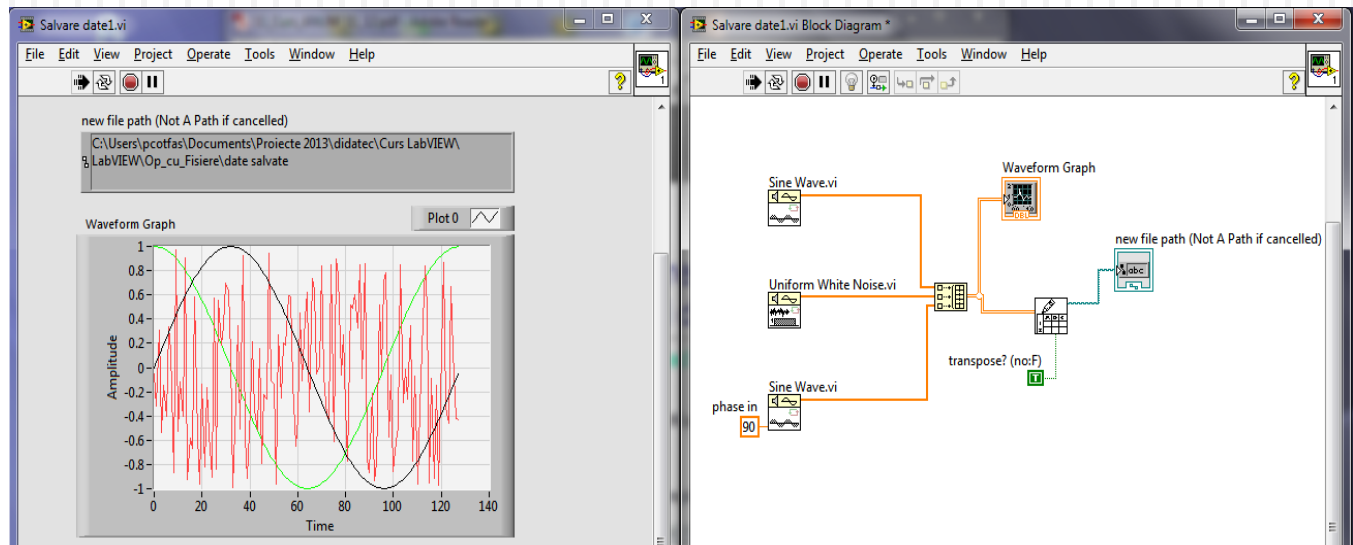 Salvare date1.vi
File Edit View Project Operate Tools Window Help
1
new file path (Not A Path if cancelled)
C:\Users\pcotfas\Documents\Proiecte 2013\didatec\Curs LabVIEW\
LabVIEW\Op_cu_Fisiere\date salvate
Waveform Graph
Plot 0
1
0.8
0.6
0.4
0.2
0
-0.2
-0.4
-0.6
-0.8
-1
Amplitude
0 20 40 60 80 100 120 140
Time
Salvare date1.vi Block Diagram *
File Edit View Project Operate Tools Window Help
1
Waveform Graph
DBL
Sine Wave.vi
new file path (Not A Path if cancelled)
abc
Uniform White Noise.vi
transpose? (no:F)
T
Sine Wave.vi
phase in
90